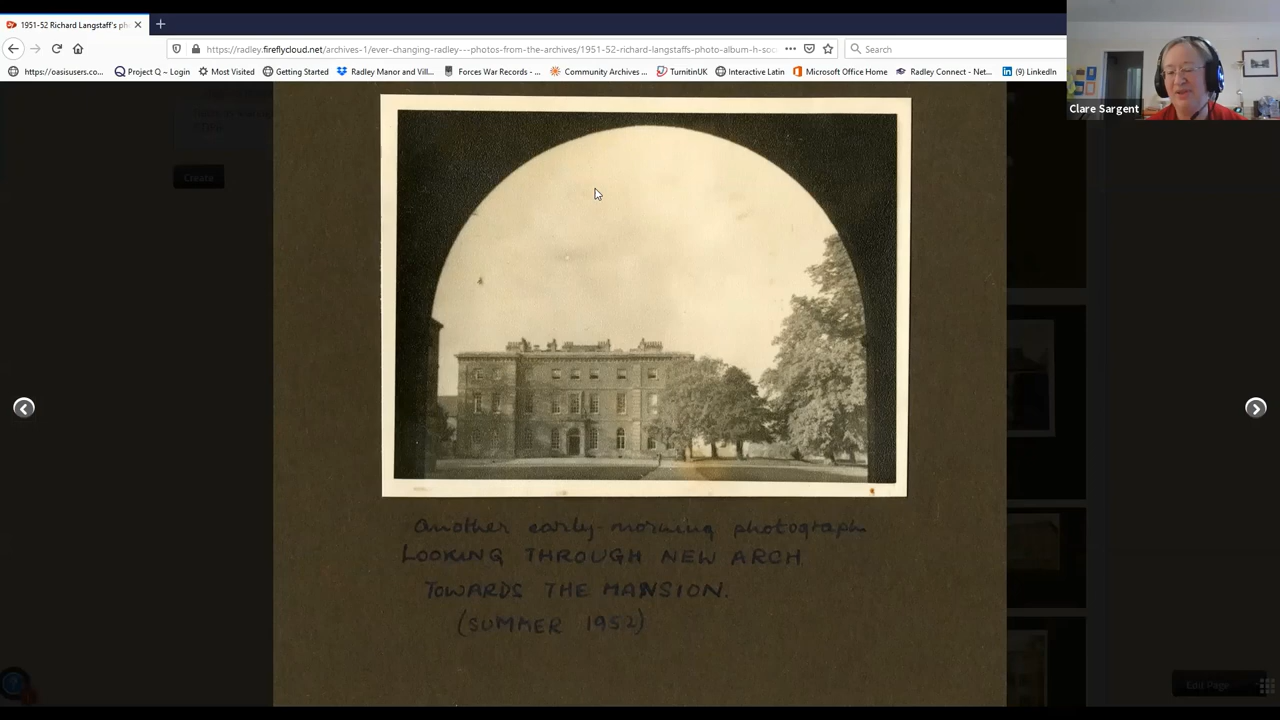 1951-52 Richard Langstaff's ph
https://radley.fireflycloud.net/archives-1/ever-changing-radley---photos-from-the-archives/1951-52-richard-langstaffs-photo-album-h-soc
Search
https://oasisusers.co... Project Q ~ Login Most Visited Getting Started Radley Manor and Vill... Forces War Records - ... Community Archives ... TurnitinUK Interactive Latin Microsoft Office Home Radley Connect - Net... (9) LinkedIn
Clare Sargent
Create
another early-morning photograph
LOOKING THROUGH NEW ARCH
TOWARDS THE MANSION.
(SUMMER 1952)
Edit Page